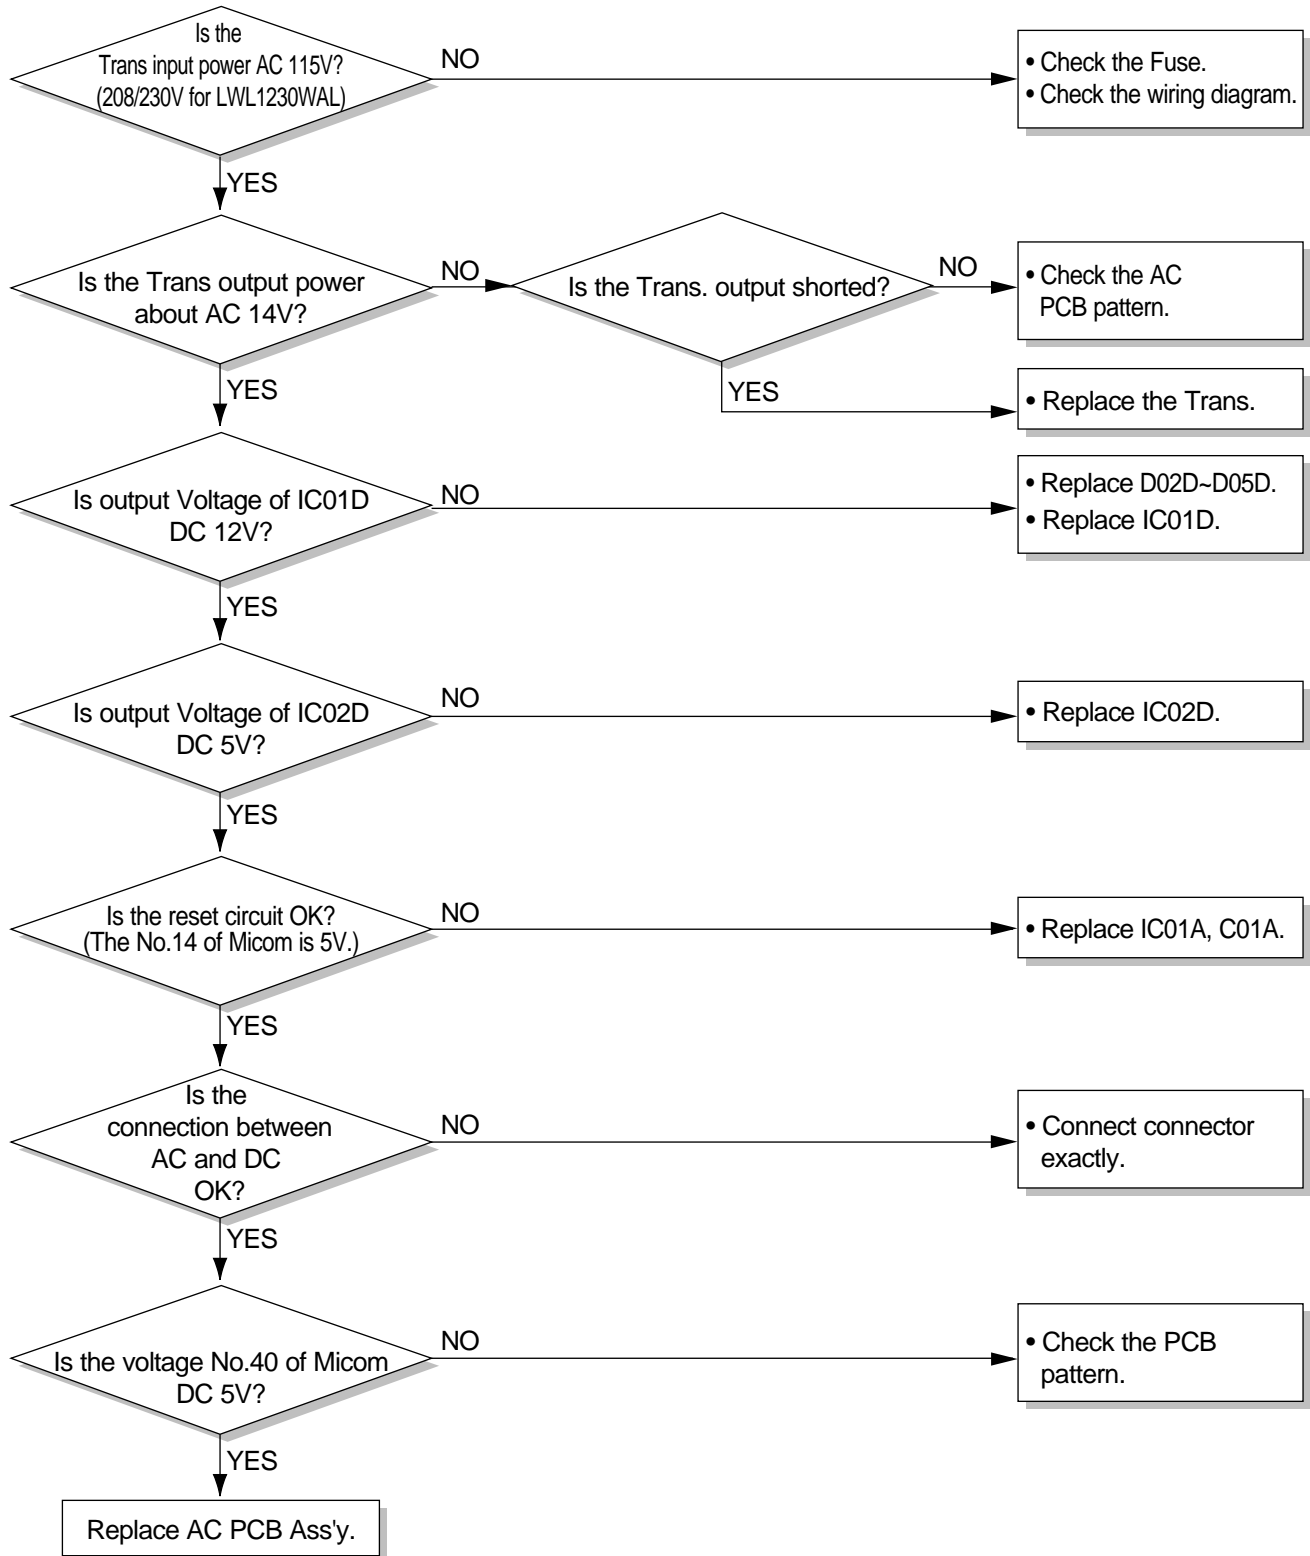 Is the
Trans input power AC 115V?
(208/230V for LWL1230WAL)
NO
• Check the Fuse.
• Check the wiring diagram.
YES
Is the Trans output power
about AC 14V?
NO
Is the Trans. output shorted?
NO
• Check the AC
PCB pattern.
YES
YES
• Replace the Trans.
Is output Voltage of IC01D
DC 12V?
NO
• Replace D02D~D05D.
• Replace IC01D.
YES
Is output Voltage of IC02D
DC 5V?
NO
• Replace IC02D.
YES
Is the reset circuit OK?
(The No.14 of Micom is 5V.)
NO
• Replace IC01A, C01A.
YES
Is the
connection between
AC and DC
OK?
NO
• Connect connector
exactly.
YES
Is the voltage No.40 of Micom
DC 5V?
NO
• Check the PCB
pattern.
YES
Replace AC PCB Ass'y.